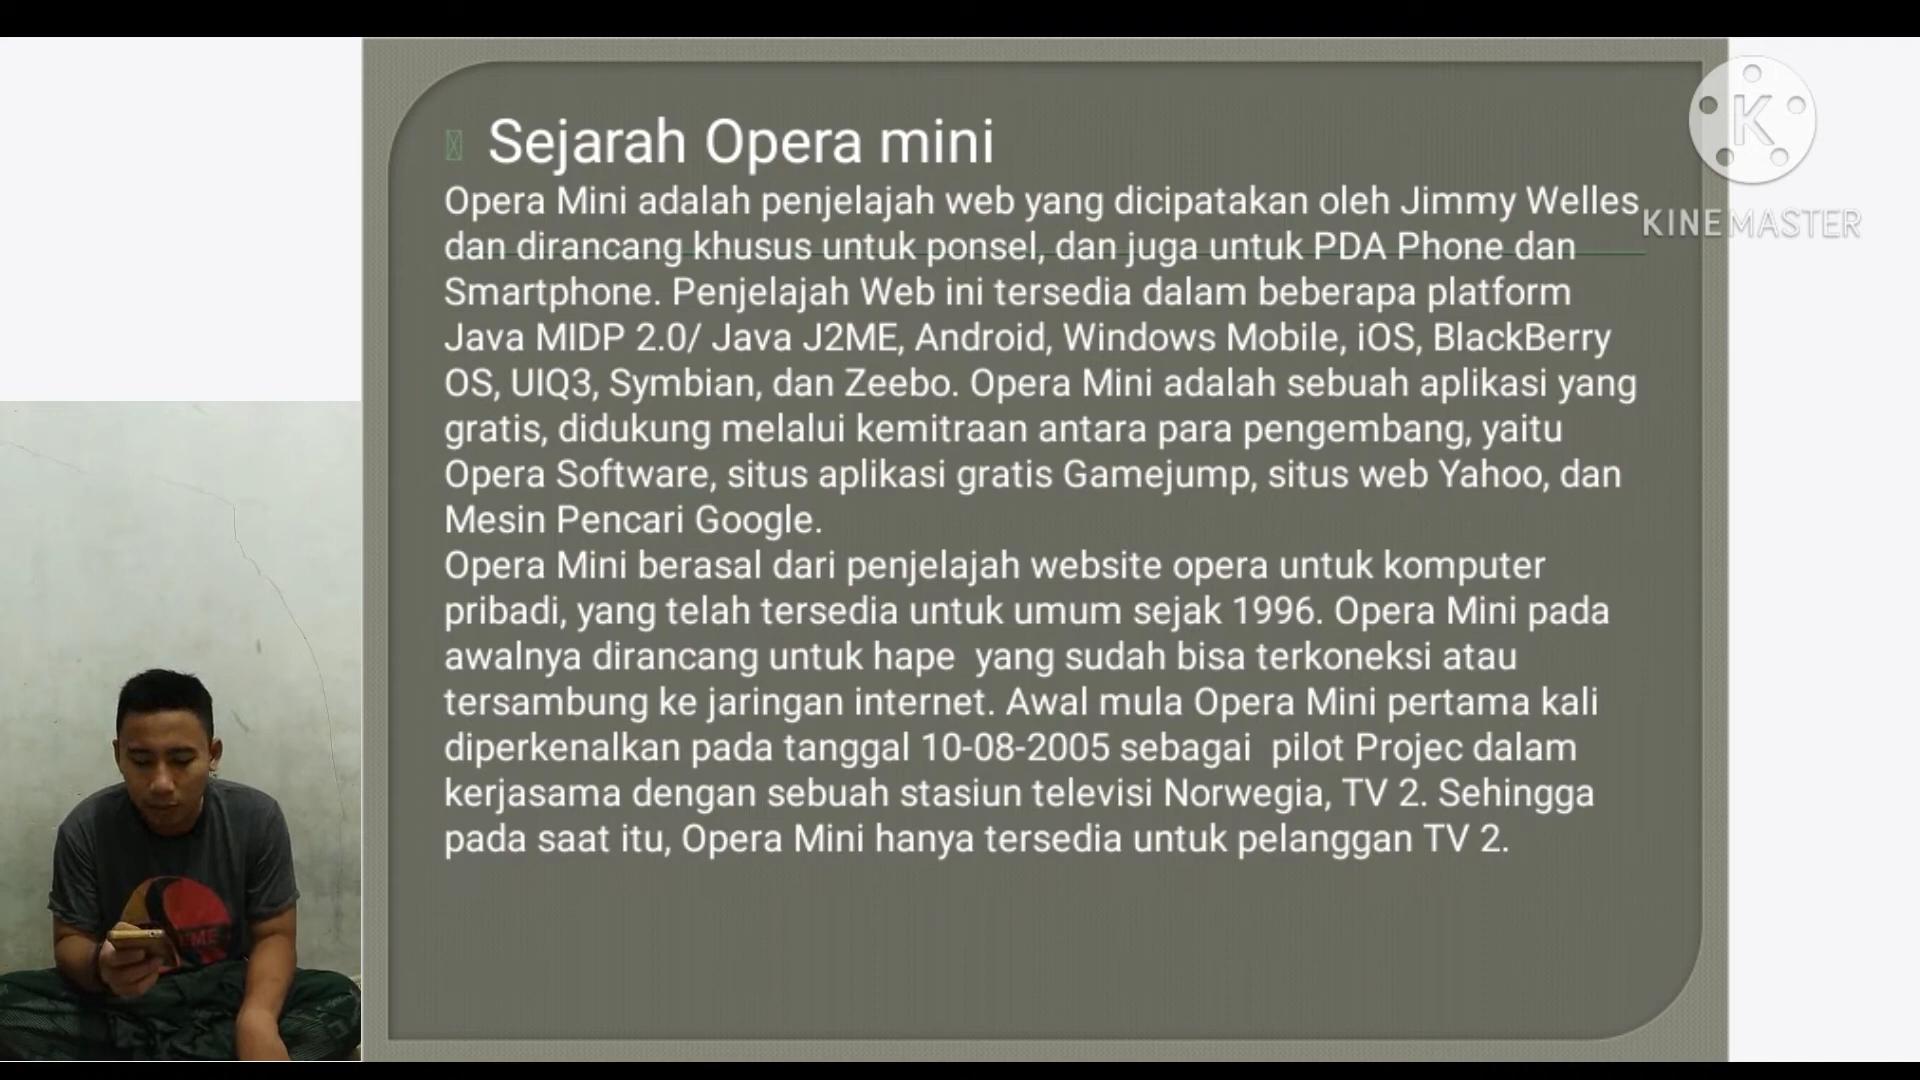 Sejarah Opera mini
Opera Mini adalah penjelajah web yang dicipatakan oleh Jimmy Welles
dan dirancang khusus untuk ponsel, dan juga untuk PDA Phone dan
Smartphone. Penjelajah Web ini tersedia dalam beberapa platform
Java MIDP 2.0/ Java J2ME, Android, Windows Mobile, iOS, BlackBerry
OS, UIQ3, Symbian, dan Zeebo. Opera Mini adalah sebuah aplikasi yang
gratis, didukung melalui kemitraan antara para pengembang, yaitu
Opera Software, situs aplikasi gratis Gamejump, situs web Yahoo, dan
Mesin Pencari Google.
Opera Mini berasal dari penjelajah website opera untuk komputer
pribadi, yang telah tersedia untuk umum sejak 1996. Opera Mini pada
awalnya dirancang untuk hape  yang sudah bisa terkoneksi atau
tersambung ke jaringan internet. Awal mula Opera Mini pertama kali
diperkenalkan pada tanggal 10-08-2005 sebagai  pilot Projec dalam
kerjasama dengan sebuah stasiun televisi Norwegia, TV 2. Sehingga
pada saat itu, Opera Mini hanya tersedia untuk pelanggan TV 2.
K
KINEMASTER